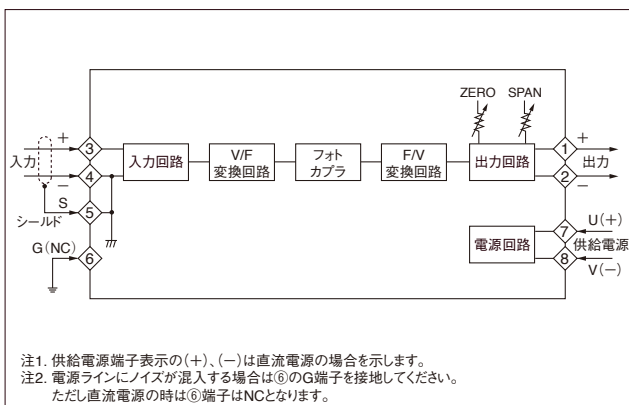 ZERO SPAN
入力
+
−
S
シールド
G(NC)
3
4
5
6
入力回路
V/F
変換回路
フォト
カプラ
F/V
変換回路
出力回路
1
2
+
出力
−
電源回路
7
8
U(+)
供給電源
V(−)
注1. 供給電源端子表示の(+)、(−)は直流電源の場合を示します。
注2. 電源ラインにノイズが混入する場合は⑥のG端子を接地してください。
ただし直流電源の時は⑥端子はNCとなります。